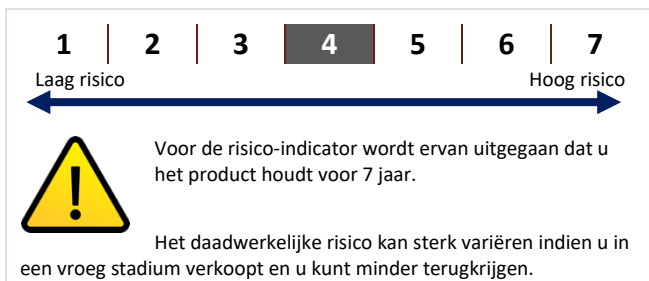 1 2 3 4 5 6 7
Laag risico Hoog risico
Voor de risico-indicator wordt ervan uitgegaan dat u
het product houdt voor 7 jaar.
Het daadwerkelijke risico kan sterk variëren indien u in
een vroeg stadium verkoopt en u kunt minder terugkrijgen.